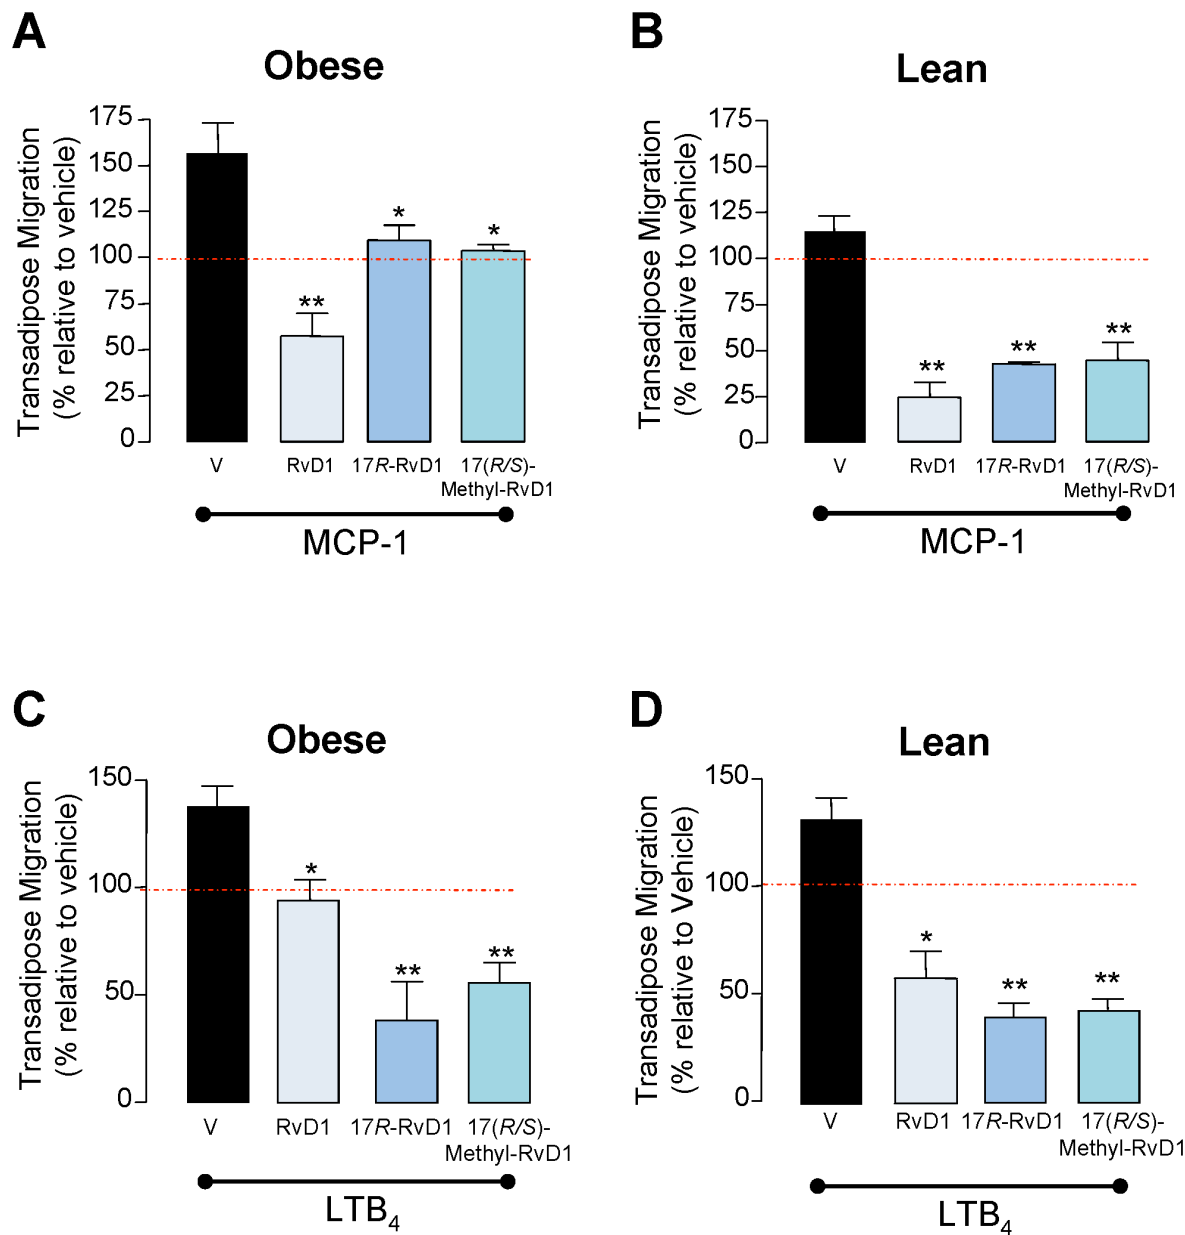 A
Obese
Transadipose Migration
(% relative to vehicle)
175
150
125
100
75
50
25
0
*
*
**
V
RvD1
17R-RvD1
17(R/S)-
Methyl-RvD1
MCP-1
B
Lean
Transadipose Migration
(% relative to vehicle)
175
150
125
100
75
50
25
0
**
**
**
V
RvD1
17R-RvD1
17(R/S)-
Methyl-RvD1
MCP-1
C
Obese
Transadipose Migration
(% relative to vehicle)
150
100
50
0
*
**
**
V
RvD1
17R-RvD1
17(R/S)-
Methyl-RvD1
LTB4
D
Lean
Transadipose Migration
(% relative to Vehicle)
150
100
50
0
*
**
**
V
RvD1
17R-RvD1
17(R/S)-
Methyl-RvD1
LTB4